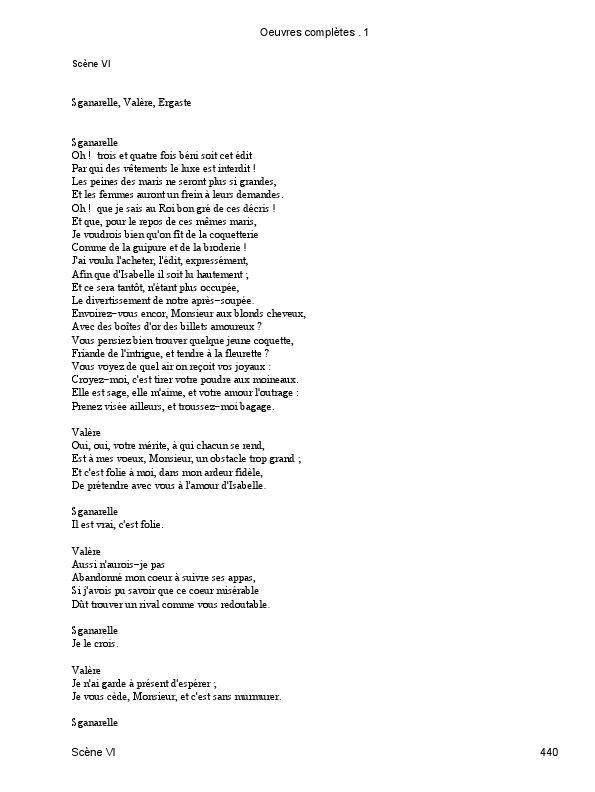 Oeuvres complètes . 1
Scène VI
Sganarelle, Valère, Ergaste
Sganarelle
Oh ! trois et quatre fois béni soit cet édit
Par qui des vêtements le luxe est interdit !
Les peines des maris ne seront plus si grandes,
Et les femmes auront un frein à leurs demandes.
Oh ! que je sais au Roi bon gré de ces décris !
Et que, pour le repos de ces mêmes maris,
Je voudrois bien qu'on fît de la coquetterie
Comme de la guipure et de la broderie !
J'ai voulu l'acheter, l'édit, expressément,
Afin que d'Isabelle il soit lu hautement ;
Et ce sera tantôt, n'étant plus occupée,
Le divertissement de notre après−soupée.
Envoirez−vous encor, Monsieur aux blonds cheveux,
Avec des boîtes d'or des billets amoureux ?
Vous pensiez bien trouver quelque jeune coquette,
Friande de l'intrigue, et tendre à la fleurette ?
Vous voyez de quel air on reçoit vos joyaux :
Croyez−moi, c'est tirer votre poudre aux moineaux.
Elle est sage, elle m'aime, et votre amour l'outrage :
Prenez visée ailleurs, et troussez−moi bagage.
Valère
Oui, oui, votre mérite, à qui chacun se rend,
Est à mes voeux, Monsieur, un obstacle trop grand ;
Et c'est folie à moi, dans mon ardeur fidèle,
De prétendre avec vous à l'amour d'Isabelle.
Sganarelle
Il est vrai, c'est folie.
Valère
Aussi n'aurois−je pas
Abandonné mon coeur à suivre ses appas,
Si j'avois pu savoir que ce coeur misérable
Dût trouver un rival comme vous redoutable.
Sganarelle
Je le crois.
Valère
Je n'ai garde à présent d'espérer ;
Je vous cède, Monsieur, et c'est sans murmurer.
Sganarelle
Scène VI
440